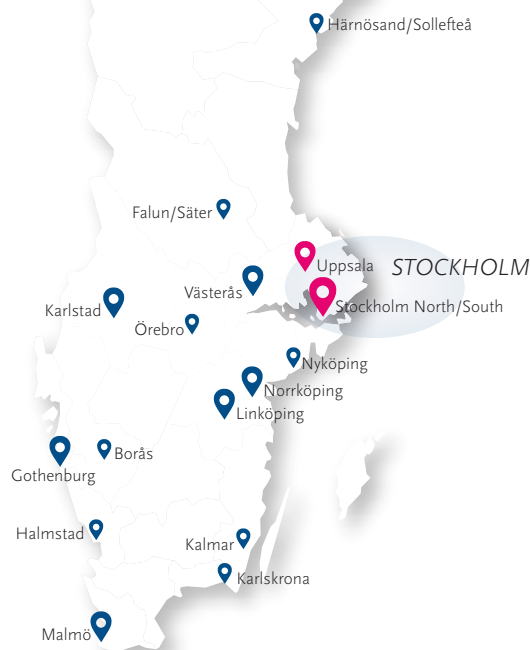 Härnösand/Sollefteå
Falun/Säter
Uppsala
STOCKHOLM
Västerås
Stockholm North/South
Karlstad
Örebro
Nyköping
Norrköping
Linköping
Borås
Gothenburg
Halmstad
Kalmar
Karlskrona
Malmö